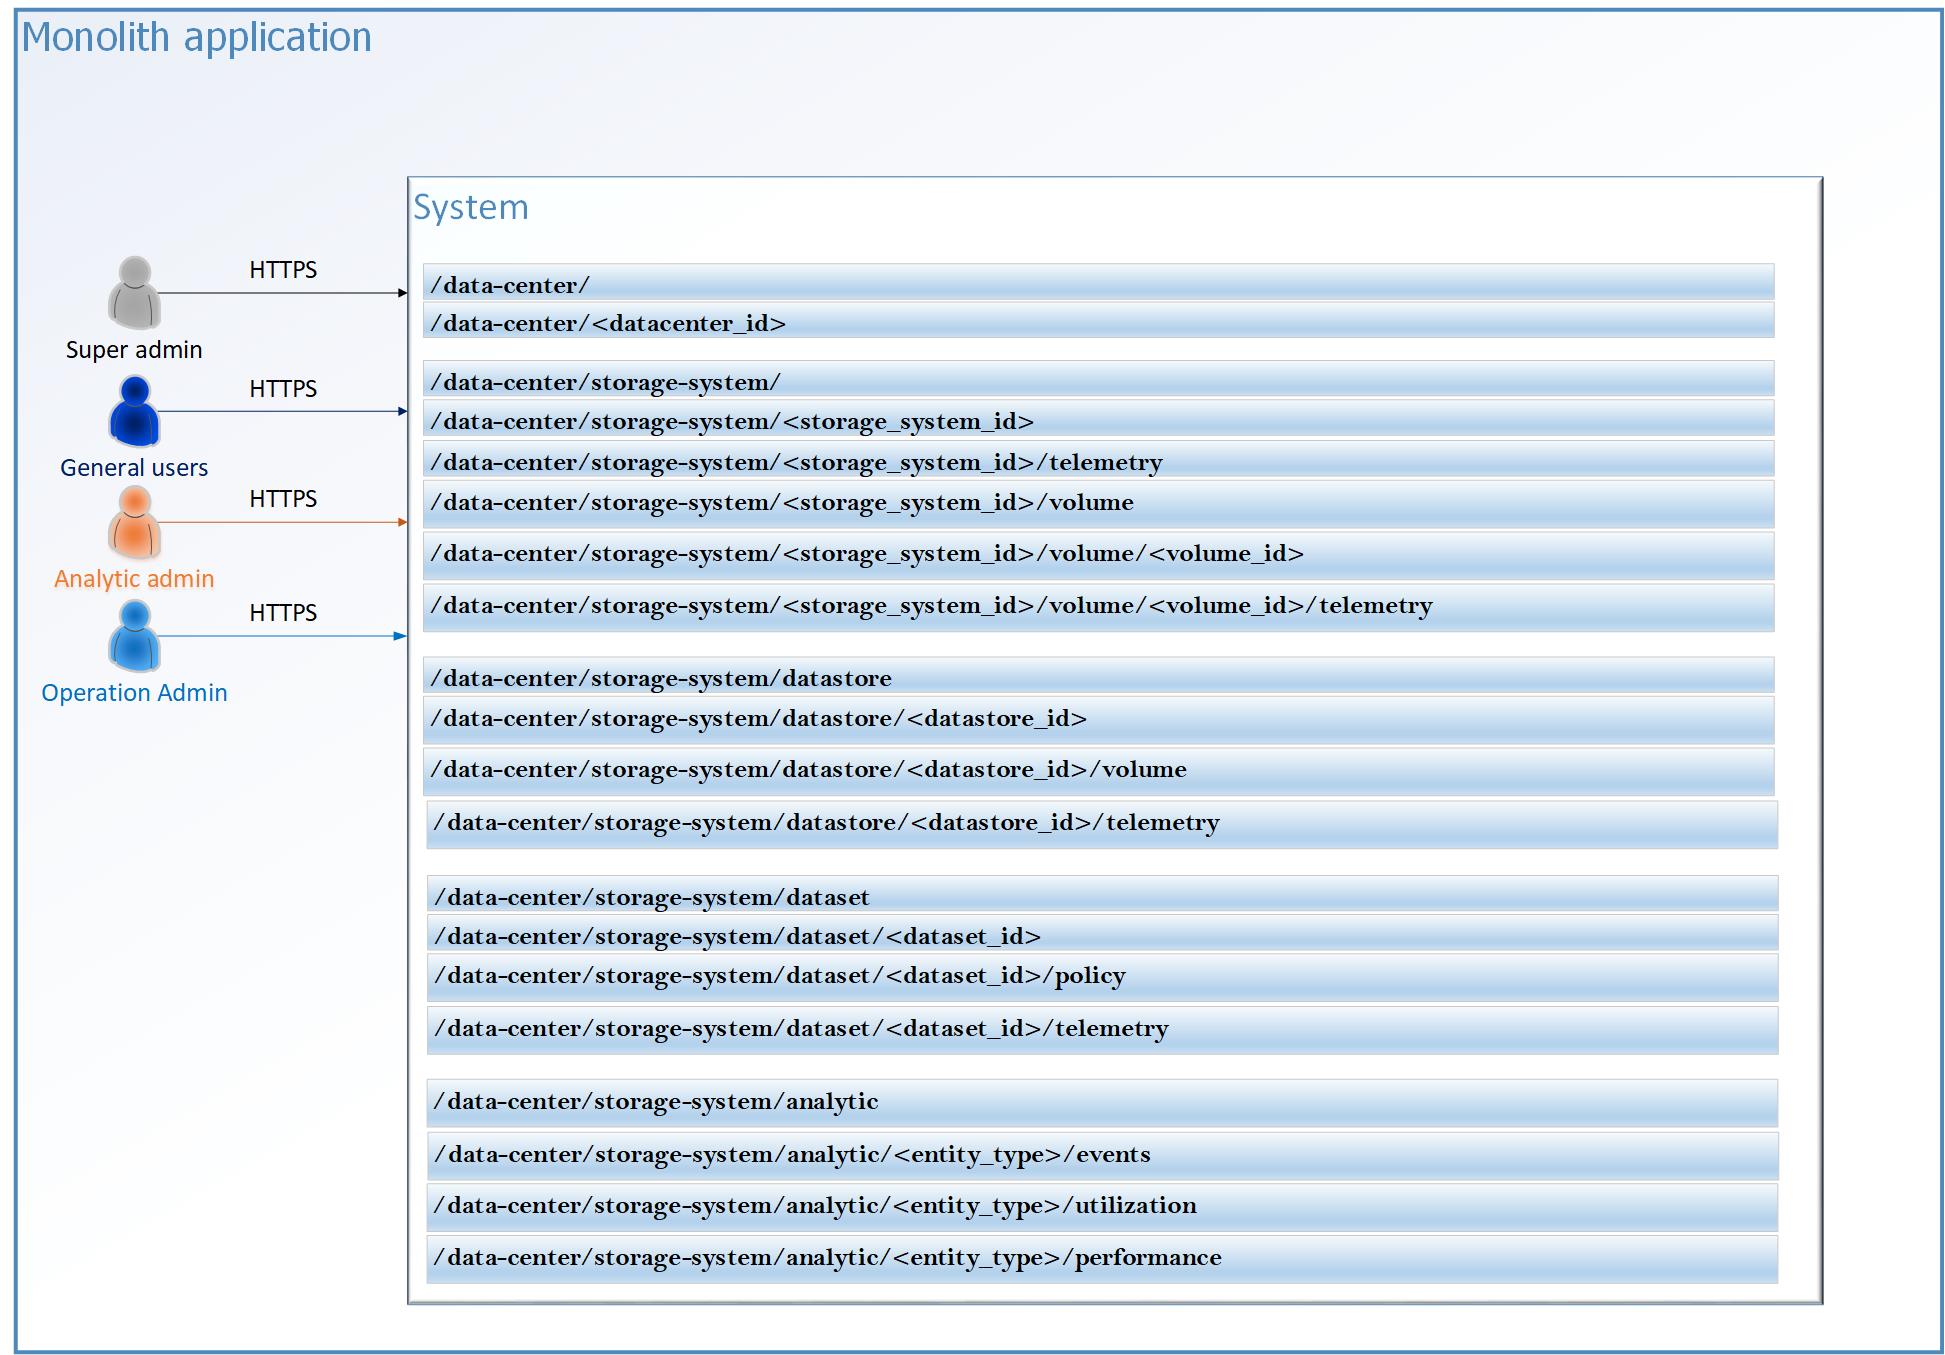 Monolith application
System
HTTPS
Super admin
HTTPS
General users
HTTPS
Analytic admin
HTTPS
Operation Admin
/data-center/
/data-center/<datacenter_id>
/data-center/storage-system/
/data-center/storage-system/<storage_system_id>
/data-center/storage-system/<storage_system_id>/telemetry
/data-center/storage-system/<storage_system_id>/volume
/data-center/storage-system/<storage_system_id>/volume/<volume_id>
/data-center/storage-system/<storage_system_id>/volume/<volume_id>/telemetry
/data-center/storage-system/datastore
/data-center/storage-system/datastore/<datastore_id>
/data-center/storage-system/datastore/<datastore_id>/volume
/data-center/storage-system/datastore/<datastore_id>/telemetry
/data-center/storage-system/dataset
/data-center/storage-system/dataset/<dataset_id>
/data-center/storage-system/dataset/<dataset_id>/policy
/data-center/storage-system/dataset/<dataset_id>/telemetry
/data-center/storage-system/analytic
/data-center/storage-system/analytic/<entity_type>/events
/data-center/storage-system/analytic/<entity_type>/utilization
/data-center/storage-system/analytic/<entity_type>/performance